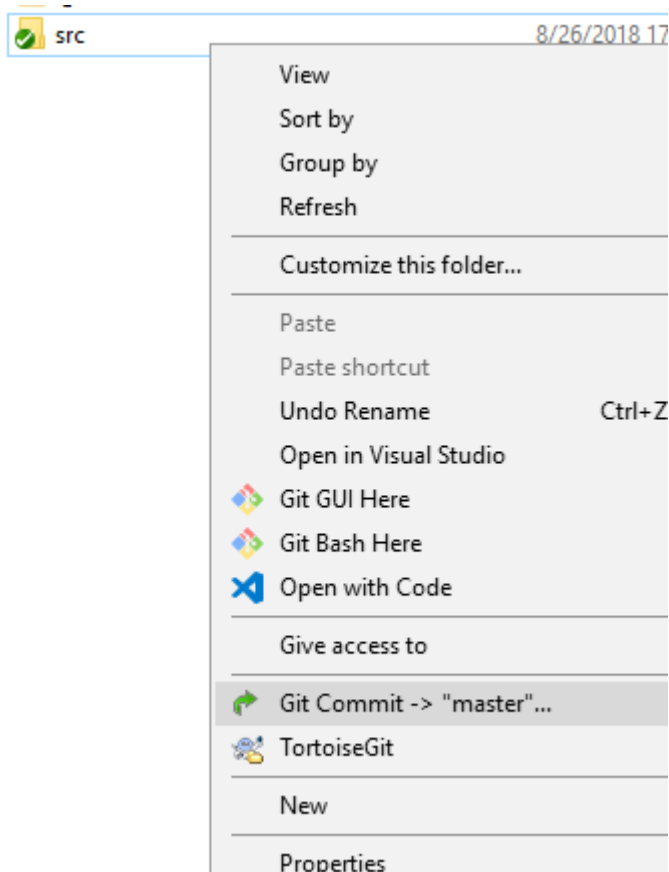 src 8/26/2018 17
View
Sort by
Group by
Refresh
Customize this folder...
Paste
Paste shortcut
Undo Rename Ctrl+Z
Open in Visual Studio
Git GUI Here
Git Bash Here
Open with Code
Give access to
Git Commit -> "master"...
TortoiseGit
New
Properties